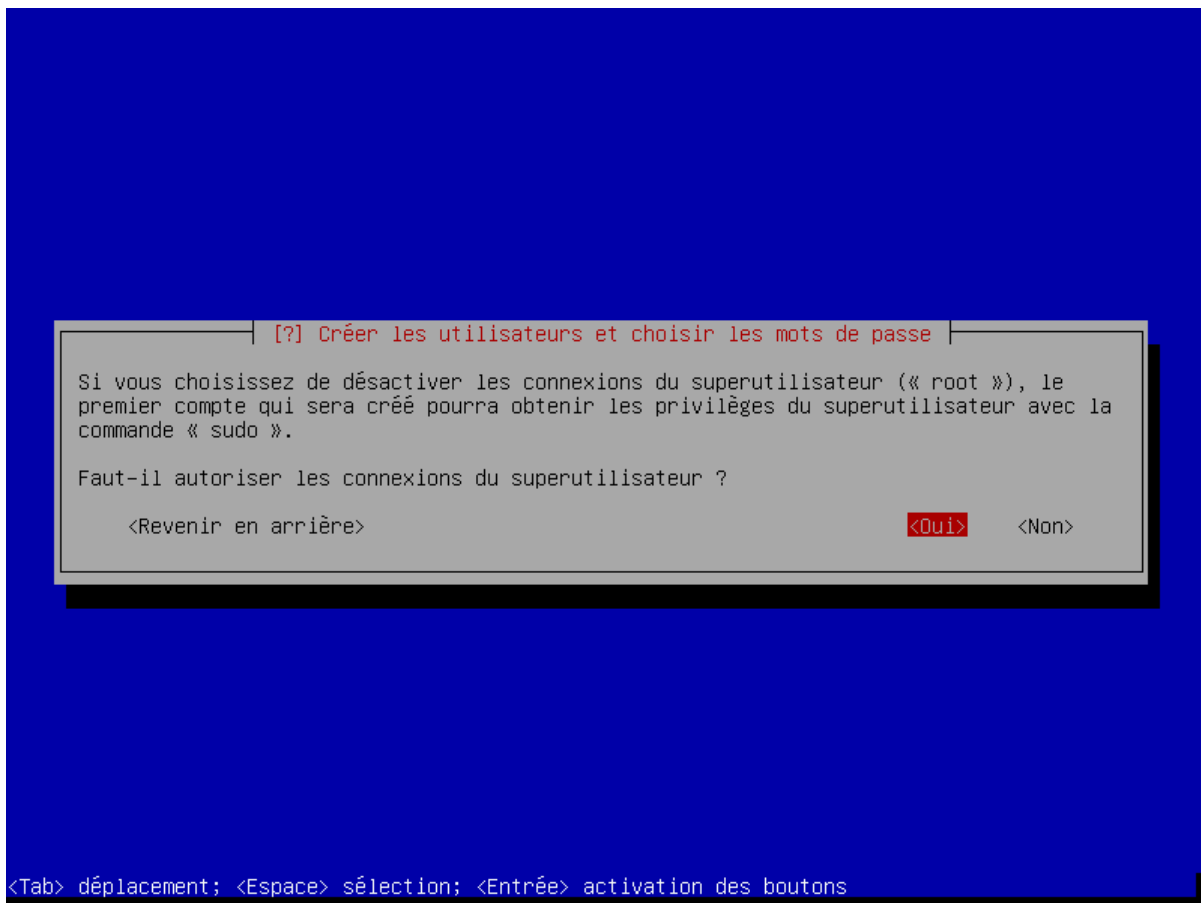 [?] Créer les utilisateurs et choisir les mots de passe
Si vous choisissez de désactiver les connexions du superutilisateur (« root »), le
premier compte qui sera créé pourra obtenir les privilèges du superutilisateur avec la
commande « sudo ».
Faut-il autoriser les connexions du superutilisateur ?
<Revenir en arrière> <Oui> <Non>
<Tab> déplacement; <Espace> sélection; <Entrée> activation des boutons